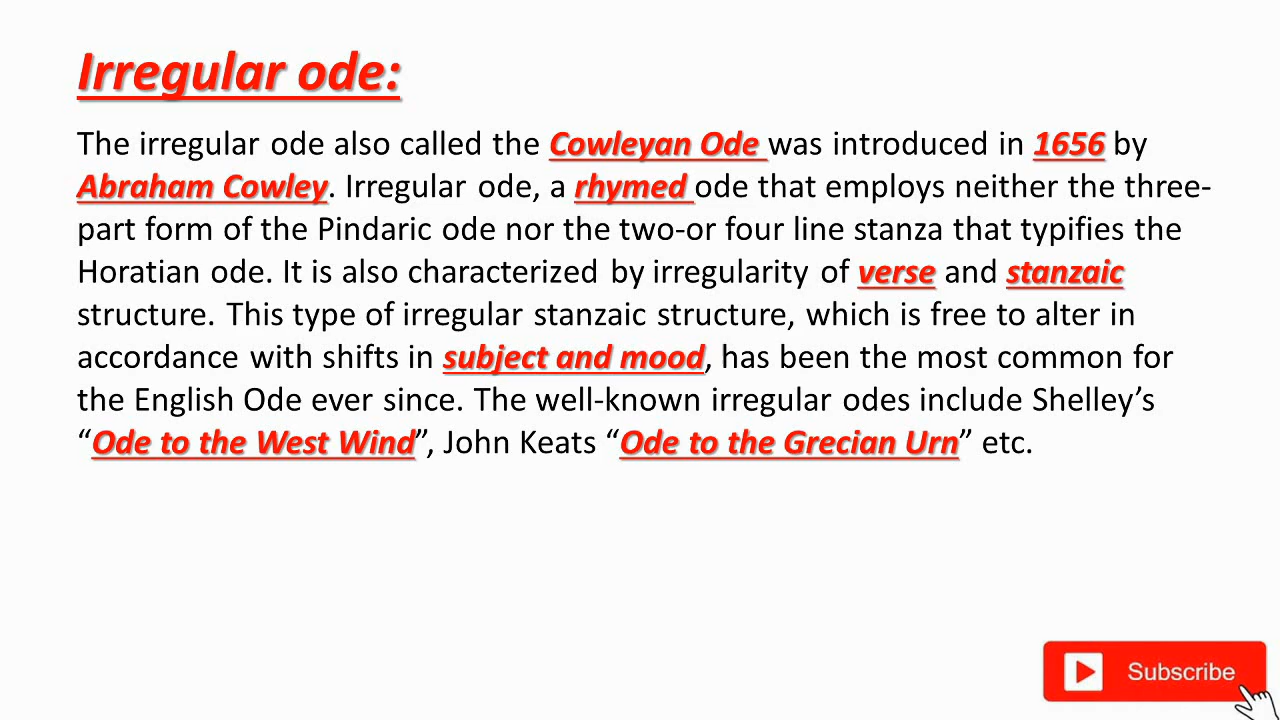 Irregular ode:
The irregular ode also called the Cowleyan Ode was introduced in 1656 by
Abraham Cowley. Irregular ode, a rhymed ode that employs neither the three-
part form of the Pindaric ode nor the two-or four line stanza that typifies the
Horatian ode. It is also characterized by irregularity of verse and stanzaic
structure. This type of irregular stanzaic structure, which is free to alter in
accordance with shifts in subject and mood, has been the most common for
the English Ode ever since. The well-known irregular odes include Shelley’s
“Ode to the West Wind”, John Keats “Ode to the Grecian Urn” etc.
Subscribe